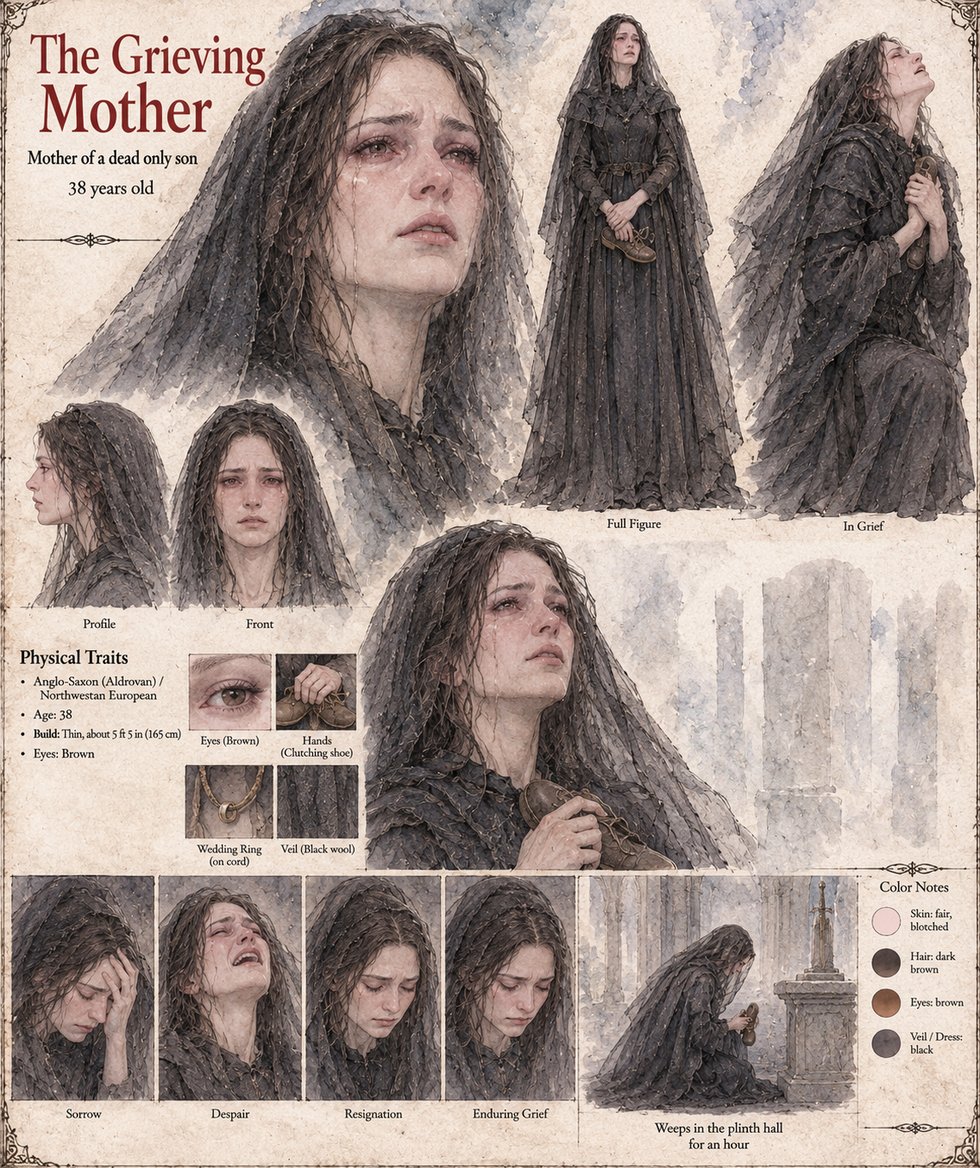 The Grieving
Mother
Mother of a dead only son
38 years old
Full Figure
In Grief
Profile
Front
Physical Traits
• Anglo-Saxon (Aldrovan) /
Northwestan European
• Age: 38
• Build: Thin, about 5 ft 5 in (165 cm)
• Eyes: Brown
Eyes (Brown)
Hands
(Clutching shoe)
Wedding Ring
(on cord)
Veil (Black wool)
Sorrow
Despair
Resignation
Enduring Grief
Weeps in the plinth hall
for an hour
Color Notes
Skin: fair,
blotched
Hair: dark
brown
Eyes: brown
Veil / Dress:
black